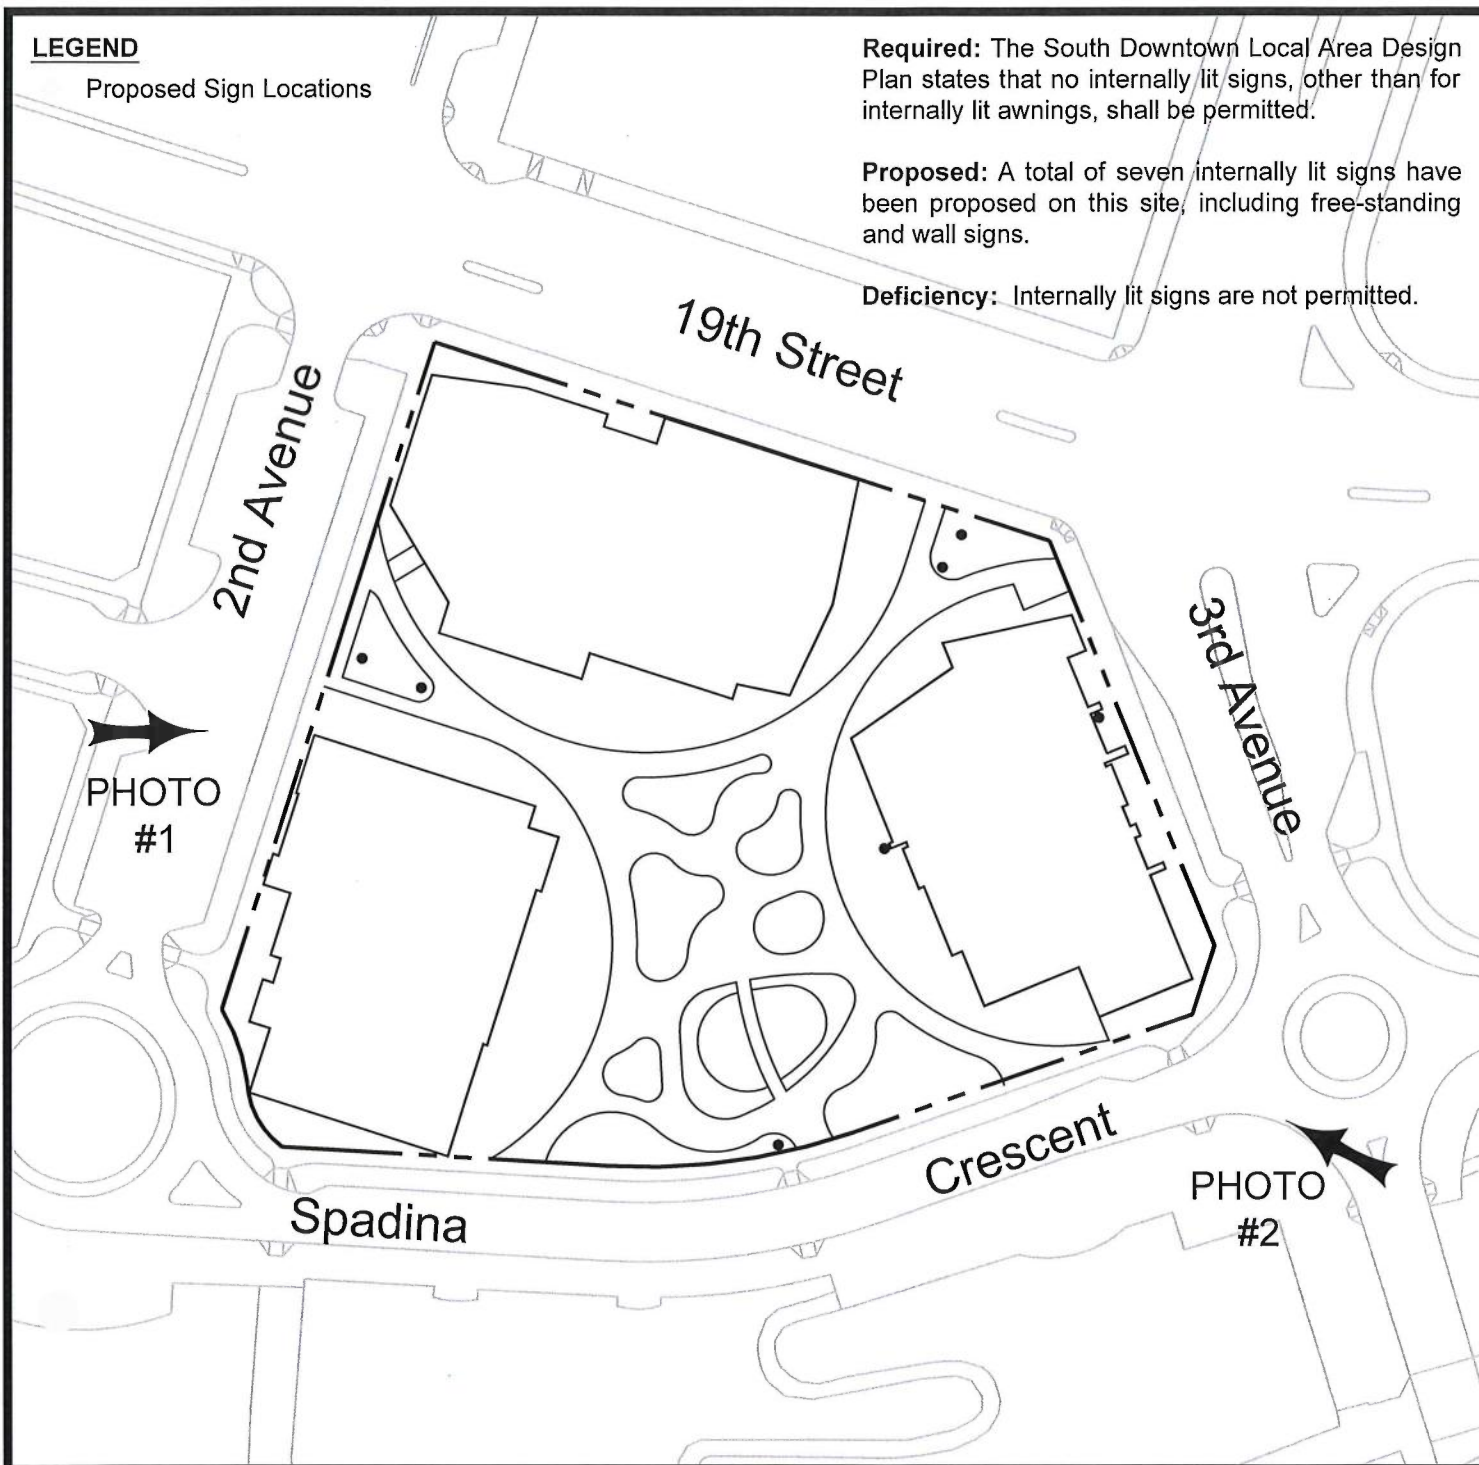 LEGEND
Proposed Sign Locations
Required: The South Downtown Local Area Design
Plan states that no internally lit signs, other than for
internally lit awnings, shall be permitted.
Proposed: A total of seven internally lit signs have
been proposed on this site, including free-standing
and wall signs.
Deficiency: Internally lit signs are not permitted.
19th Street
2nd Avenue
3rd Avenue
PHOTO
#1
Spadina
Crescent
PHOTO
#2